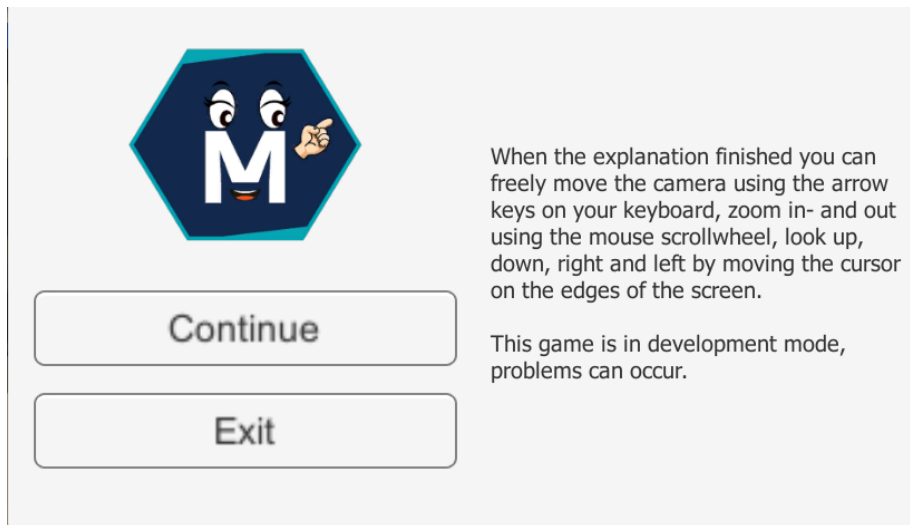 M
Continue
Exit
When the explanation finished you can
freely move the camera using the arrow
keys on your keyboard, zoom in- and out
using the mouse scrollwheel, look up,
down, right and left by moving the cursor
on the edges of the screen.
This game is in development mode,
problems can occur.